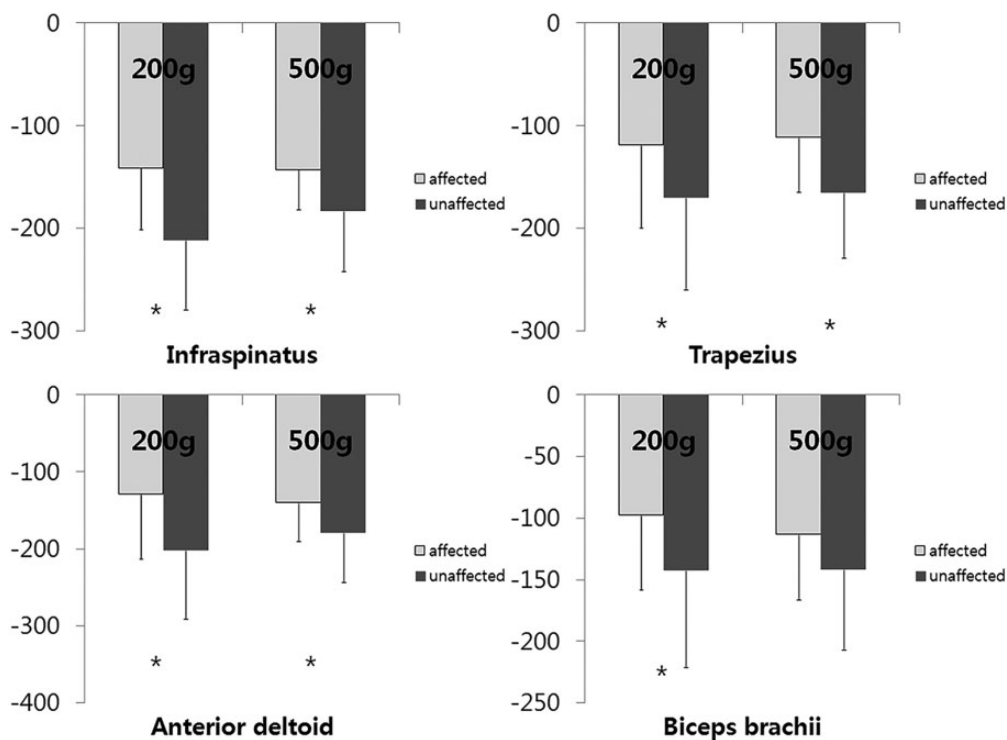 0
-100
-200
-300
200g
500g
*
*
affected
unaffected
Infraspinatus
0
-100
-200
-300
200g
500g
*
*
affected
unaffected
Trapezius
0
-100
-200
-300
-400
200g
500g
*
*
affected
unaffected
Anterior deltoid
0
-50
-100
-150
-200
-250
200g
500g
*
affected
unaffected
Biceps brachii